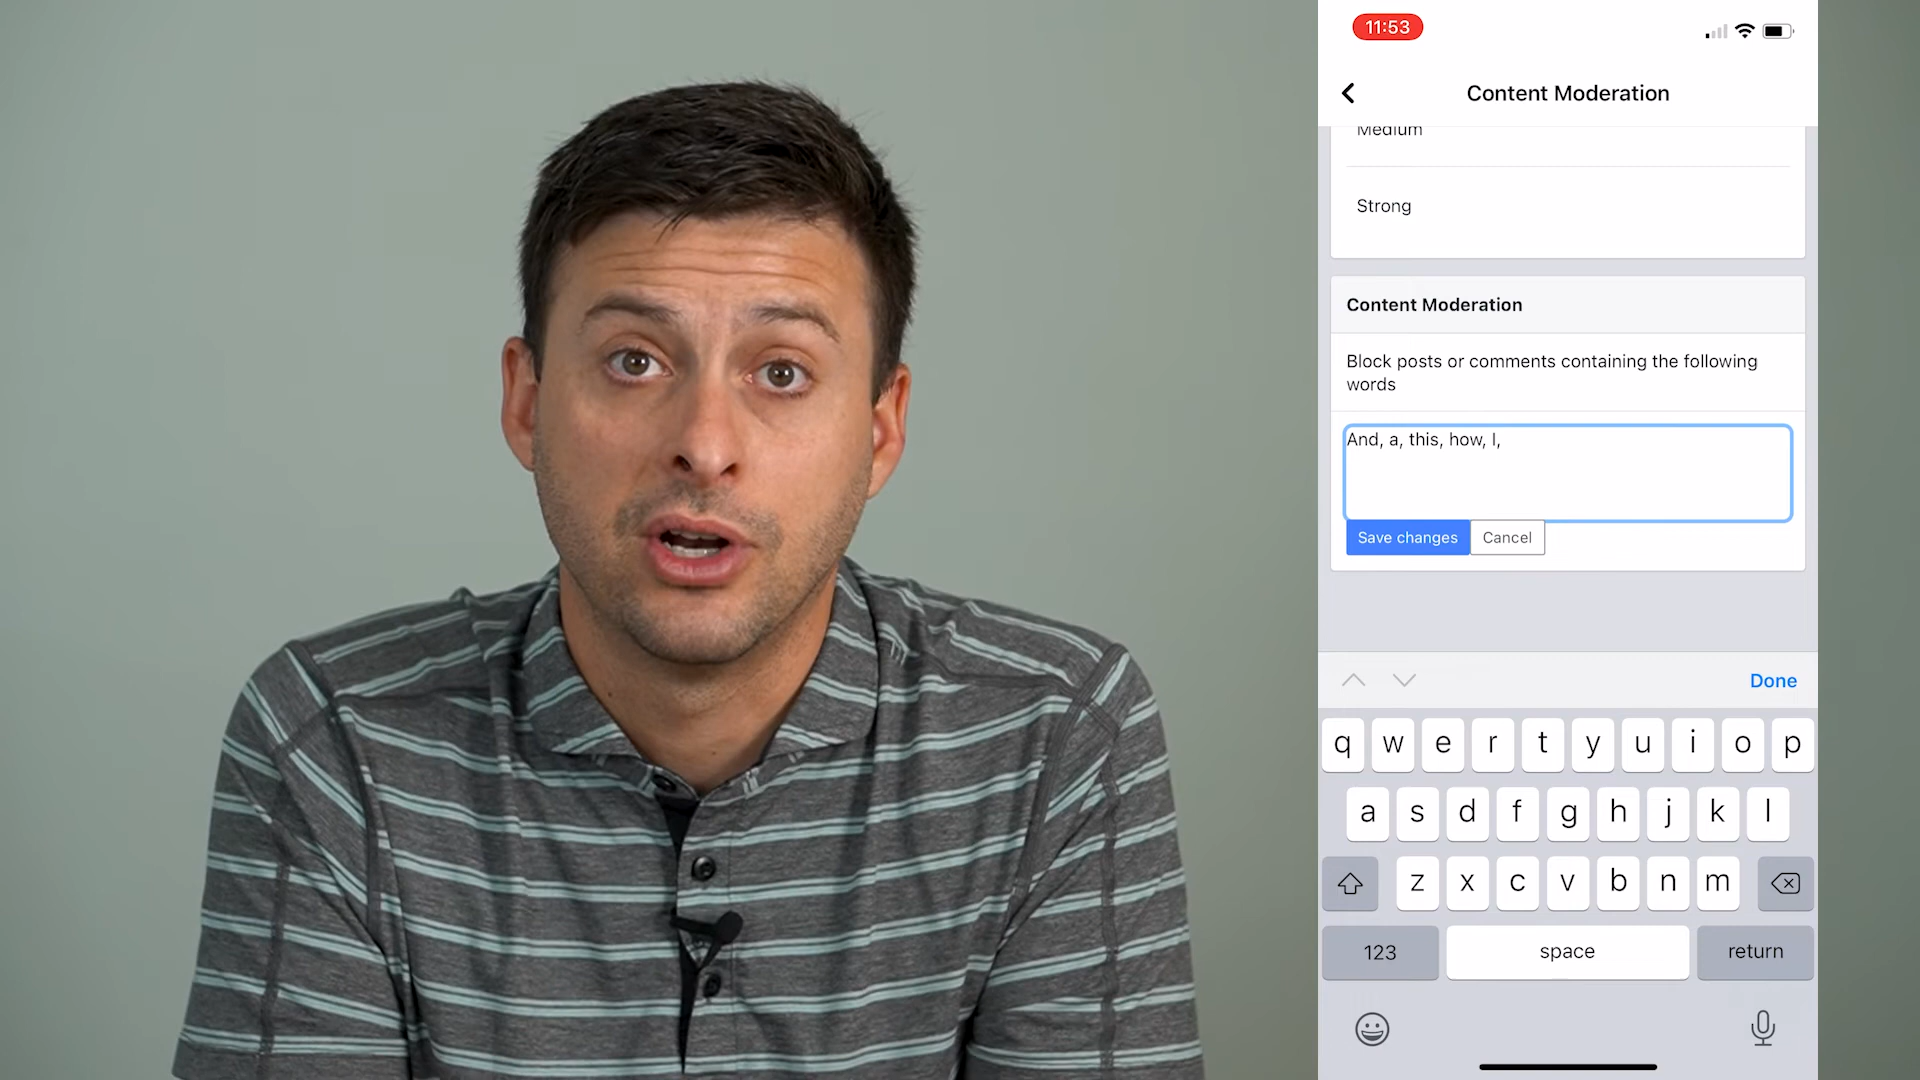 11:53
Content Moderation
Medium
Strong
Content Moderation
Block posts or comments containing the following
words
And, a, this, how, I,
Save changes Cancel
Done
q w e r t y u i o p
a s d f g h j k l
z x c v b n m
123 space return